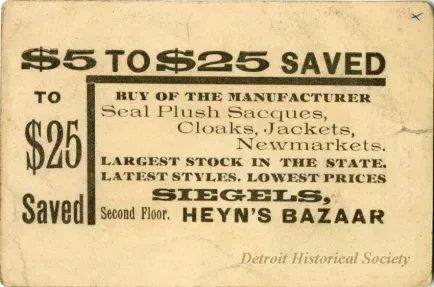 $5 TO $25 SAVED
TO
$25
Saved
BUY OF THE MANUFACTURER
Seal Plush Sacques,
Cloaks, Jackets,
Newmarkets.
LARGEST STOCK IN THE STATE.
LATEST STYLES. LOWEST PRICES
SIEGELS,
Second Floor. HEYN'S BAZAAR
Detroit Historical Society